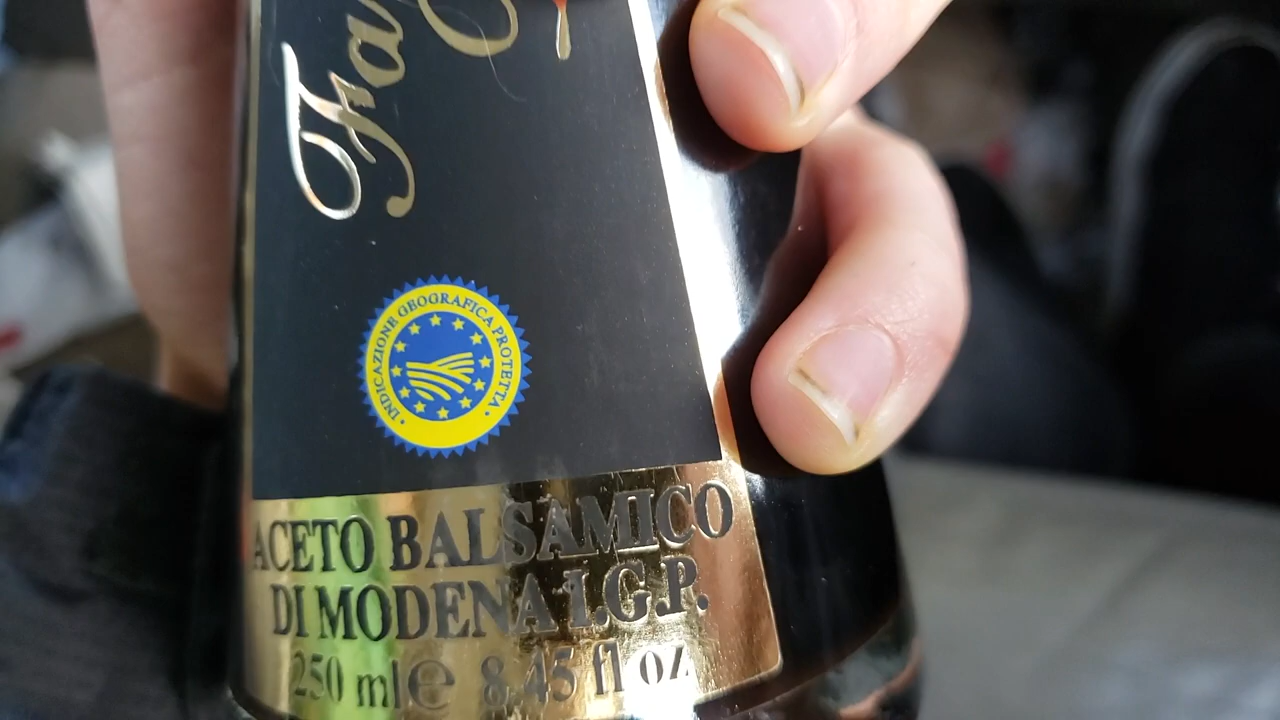 INDICAZIONE GEOGRAFICA PROTETTA
ACETO BALSAMICO
DI MODENA I.G.P.
250 ml e 8.45 fl oz